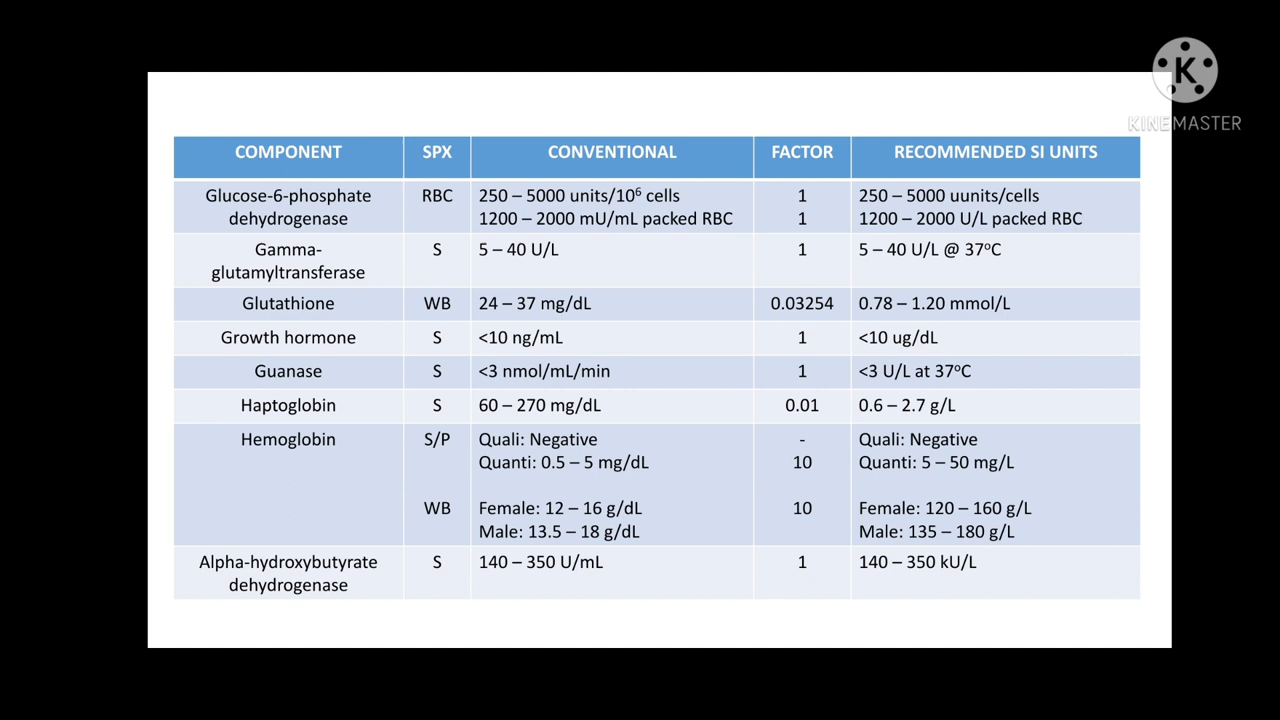 K
KINEMASTER
COMPONENT SPX CONVENTIONAL FACTOR RECOMMENDED SI UNITS
Glucose-6-phosphate RBC 250 – 5000 units/10⁶ cells 1 250 – 5000 uunits/cells
dehydrogenase 1200 – 2000 mU/mL packed RBC 1 1200 – 2000 U/L packed RBC
Gamma- S 5 – 40 U/L 1 5 – 40 U/L @ 37°C
glutamyltransferase
Glutathione WB 24 – 37 mg/dL 0.03254 0.78 – 1.20 mmol/L
Growth hormone S <10 ng/mL 1 <10 ug/dL
Guanase S <3 nmol/mL/min 1 <3 U/L at 37°C
Haptoglobin S 60 – 270 mg/dL 0.01 0.6 – 2.7 g/L
Hemoglobin S/P Quali: Negative - Quali: Negative
Quanti: 0.5 – 5 mg/dL 10 Quanti: 5 – 50 mg/L
WB Female: 12 – 16 g/dL 10 Female: 120 – 160 g/L
Male: 13.5 – 18 g/dL Male: 135 – 180 g/L
Alpha-hydroxybutyrate S 140 – 350 U/mL 1 140 – 350 kU/L
dehydrogenase